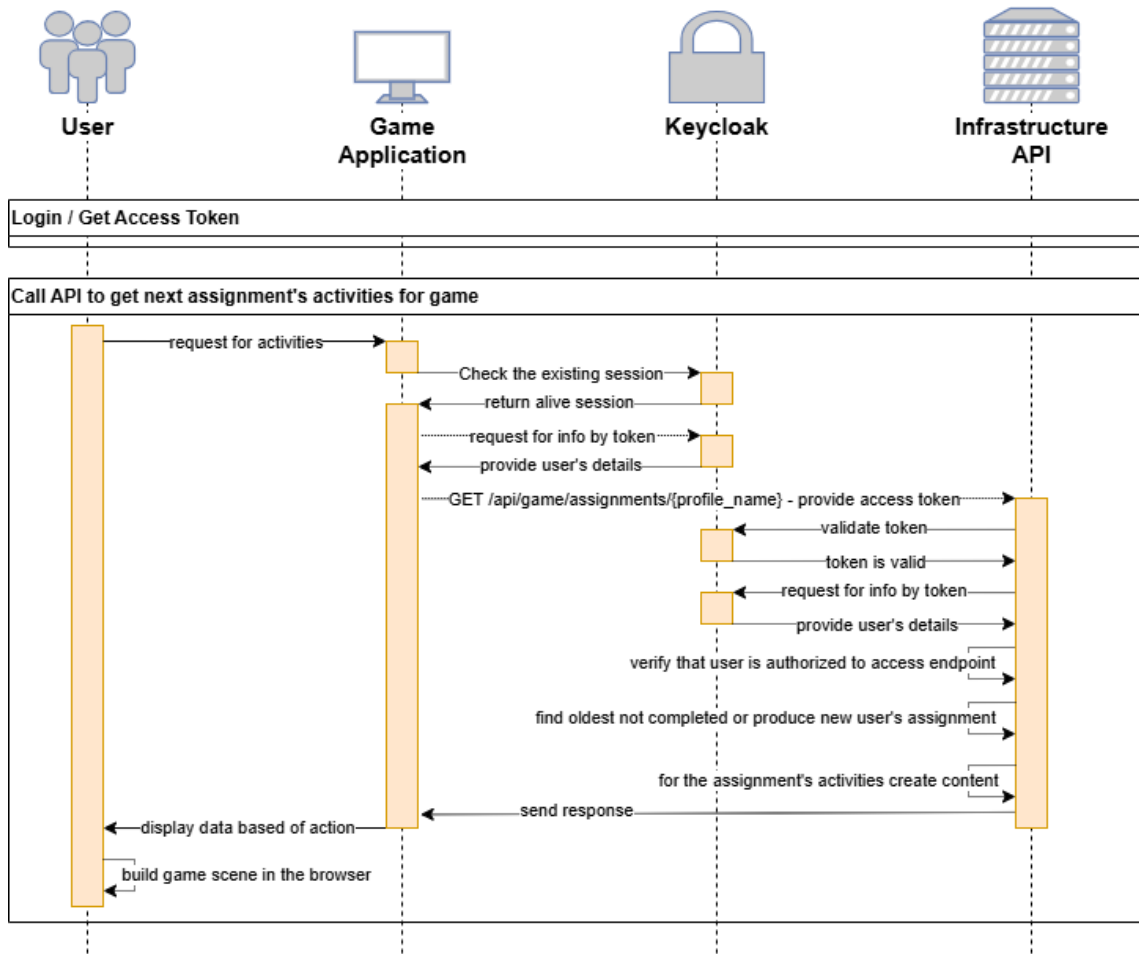 User
Game
Application
Keycloak
Infrastructure
API
Login / Get Access Token
Call API to get next assignment's activities for game
request for activities
Check the existing session
return alive session
request for info by token
provide user's details
GET /api/game/assignments/{profile_name} - provide access token
validate token
token is valid
request for info by token
provide user's details
verify that user is authorized to access endpoint
find oldest not completed or produce new user's assignment
for the assignment's activities create content
send response
display data based of action
build game scene in the browser